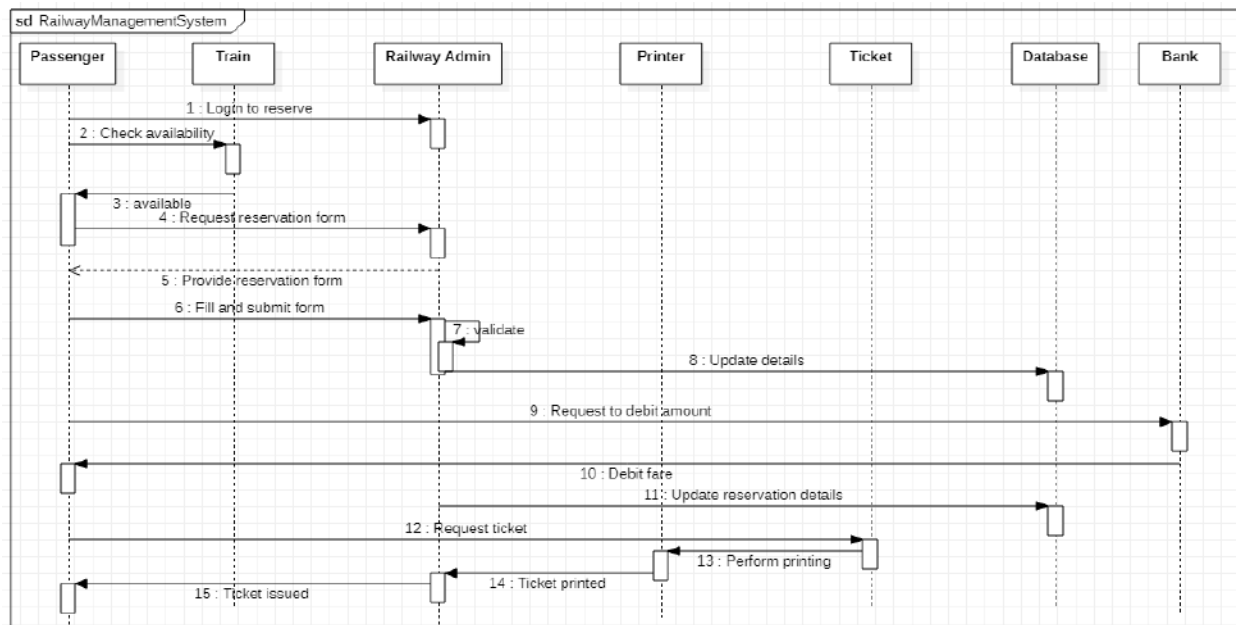 sd RailwayManagementSystem
Passenger
Train
Railway Admin
Printer
Ticket
Database
Bank
1 : Login to reserve
2 : Check availability
3 : available
4 : Request reservation form
5 : Provide reservation form
6 : Fill and submit form
7 : validate
8 : Update details
9 : Request to debit amount
10 : Debit fare
11 : Update reservation details
12 : Request ticket
13 : Perform printing
14 : Ticket printed
15 : Ticket issued